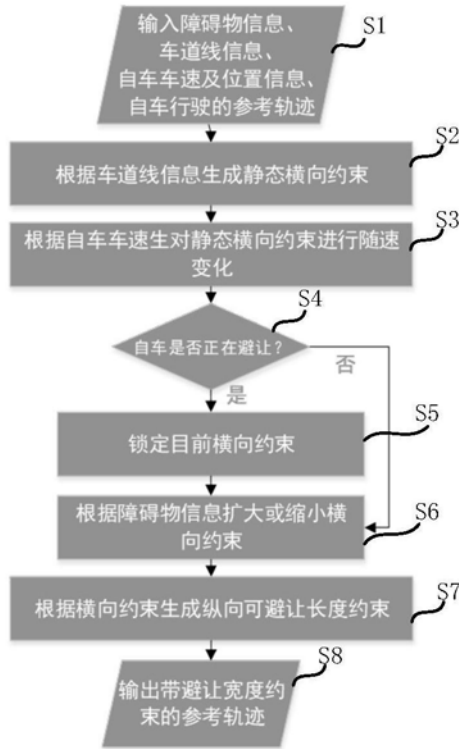 输入障碍物信息、
车道线信息、
自车车速及位置信息、
自车行驶的参考轨迹
S1
S2
根据车道线信息生成静态横向约束
S3
根据自车车速生对静态横向约束进行随速
变化
S4
自车是否正在避让？
否
是
S5
锁定目前横向约束
根据障碍物信息扩大或缩小横
向约束
S6
S7
根据横向约束生成纵向可避让长度约束
S8
输出带避让宽度约
束的参考轨迹